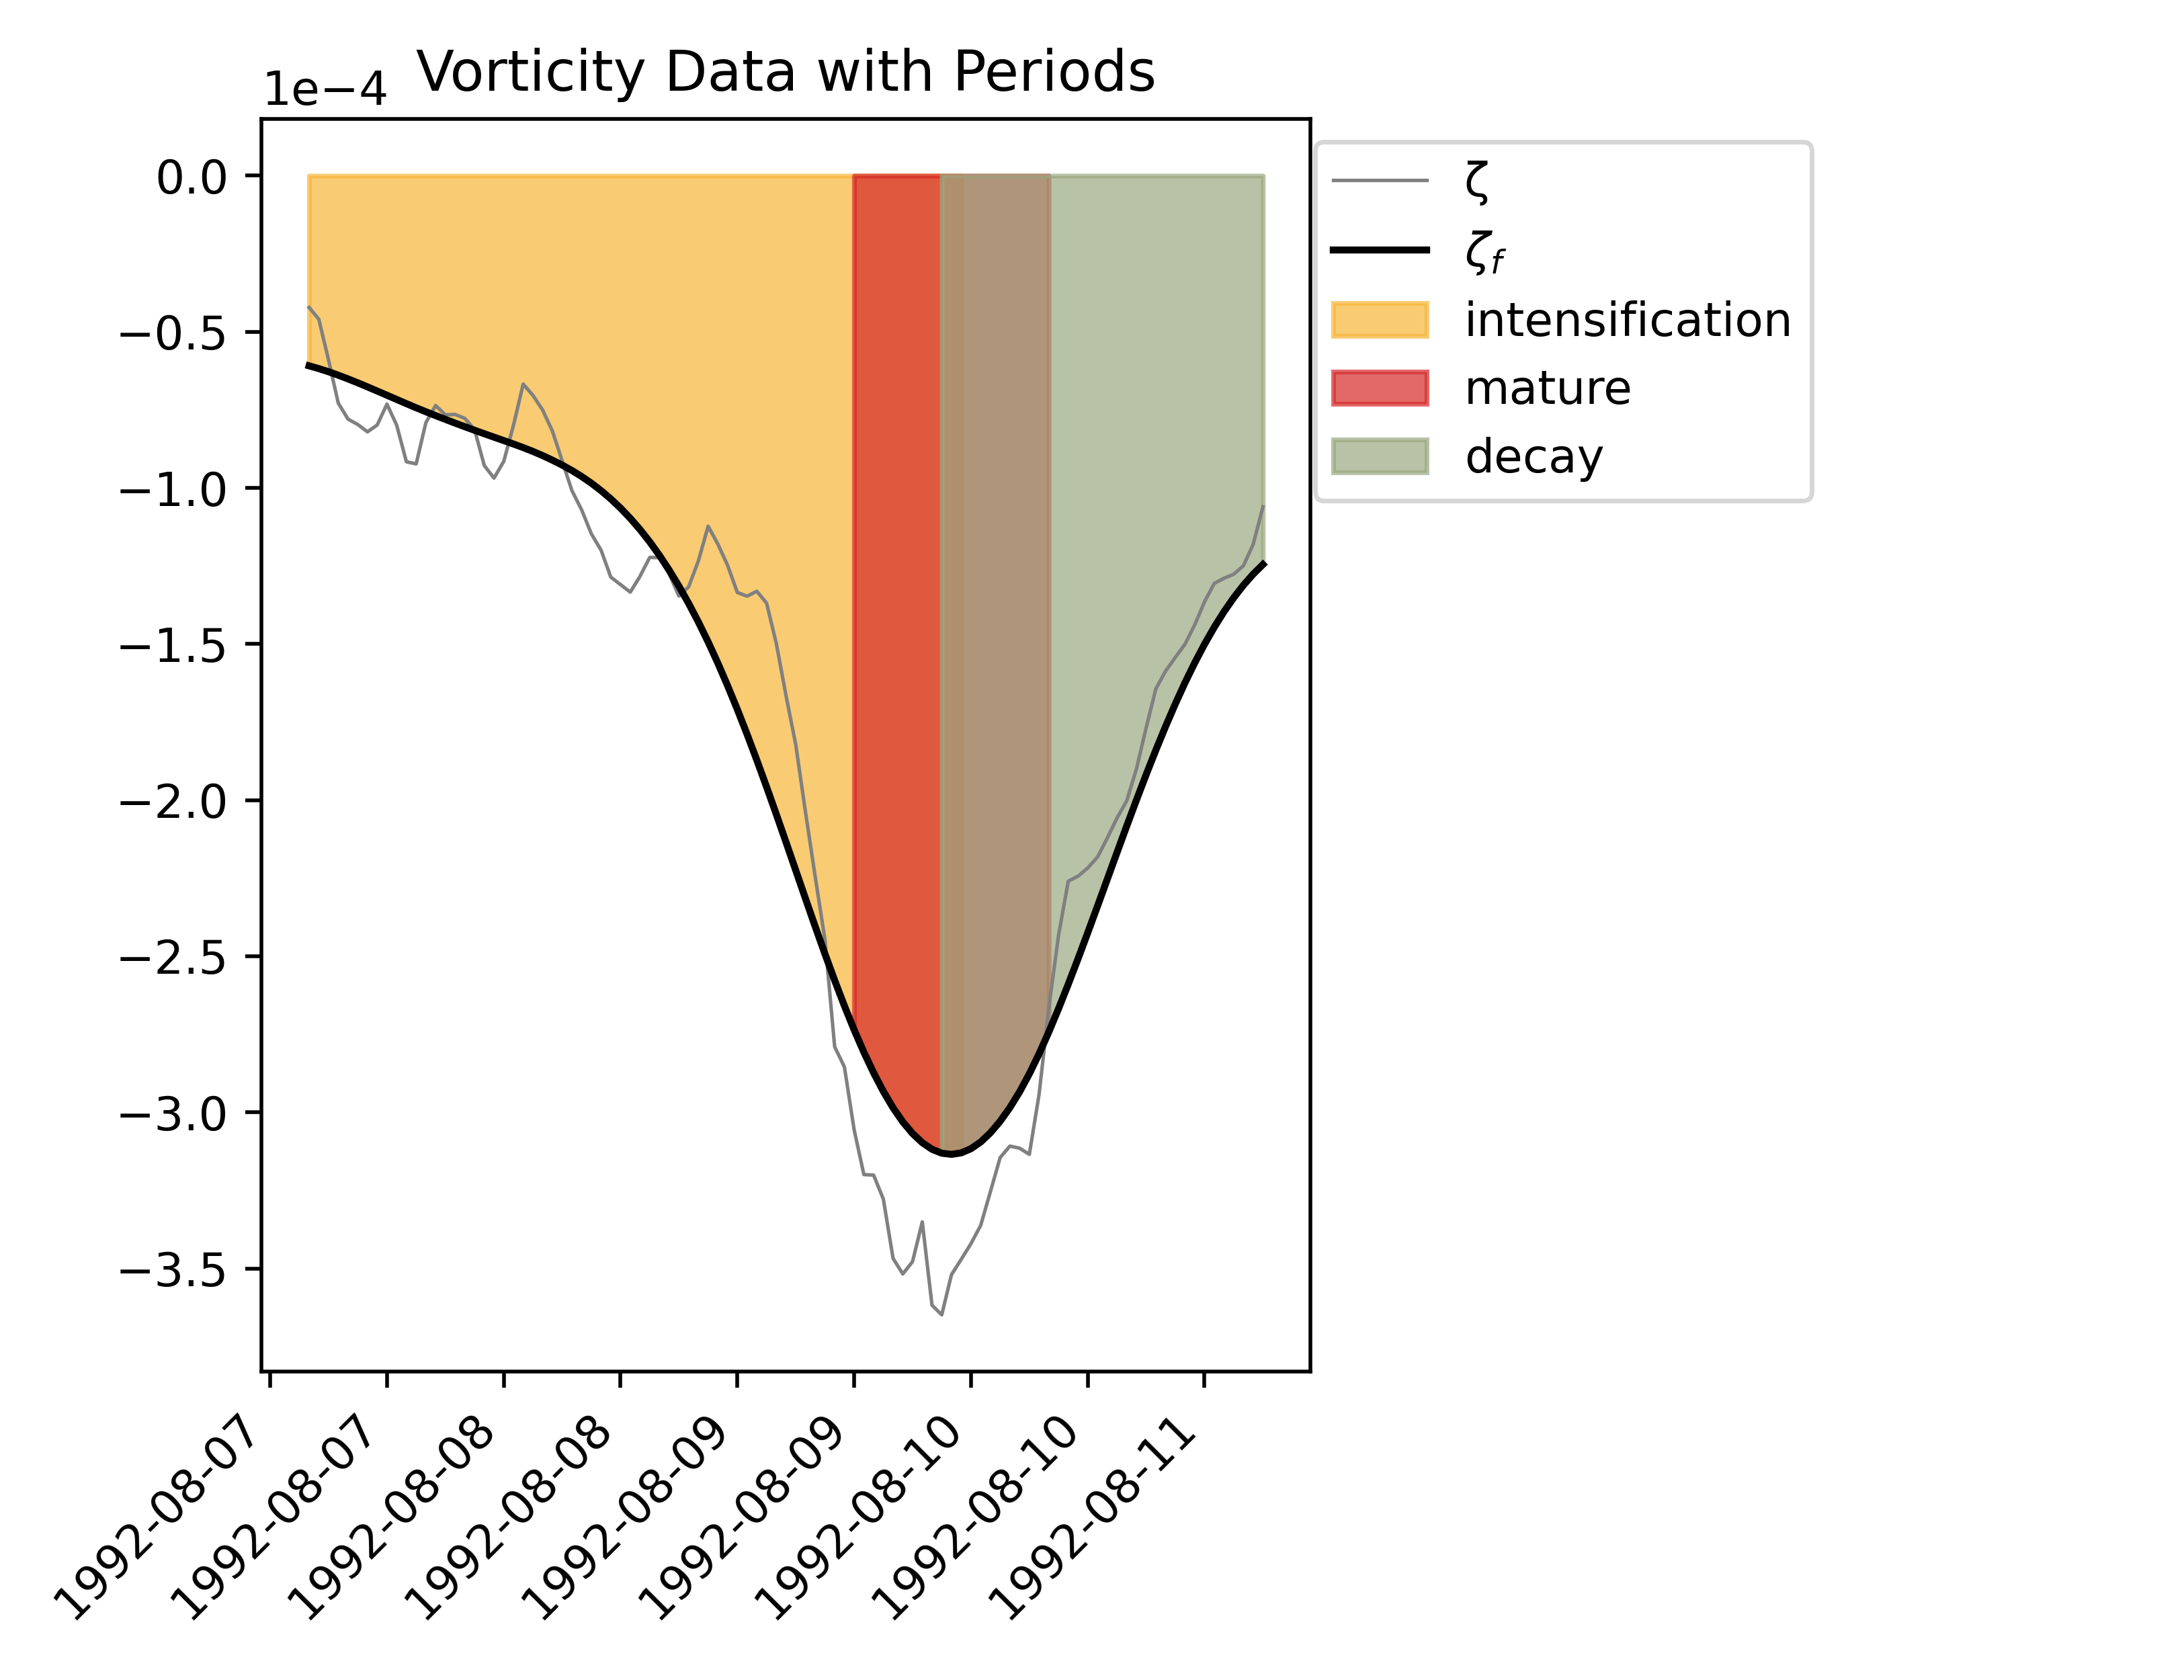 Vorticity Data with Periods
1e−4
0.0
−0.5
−1.0
−1.5
−2.0
−2.5
−3.0
−3.5
1992-08-07
1992-08-07
1992-08-08
1992-08-08
1992-08-09
1992-08-09
1992-08-10
1992-08-10
1992-08-11
ζ
ζf
intensification
mature
decay